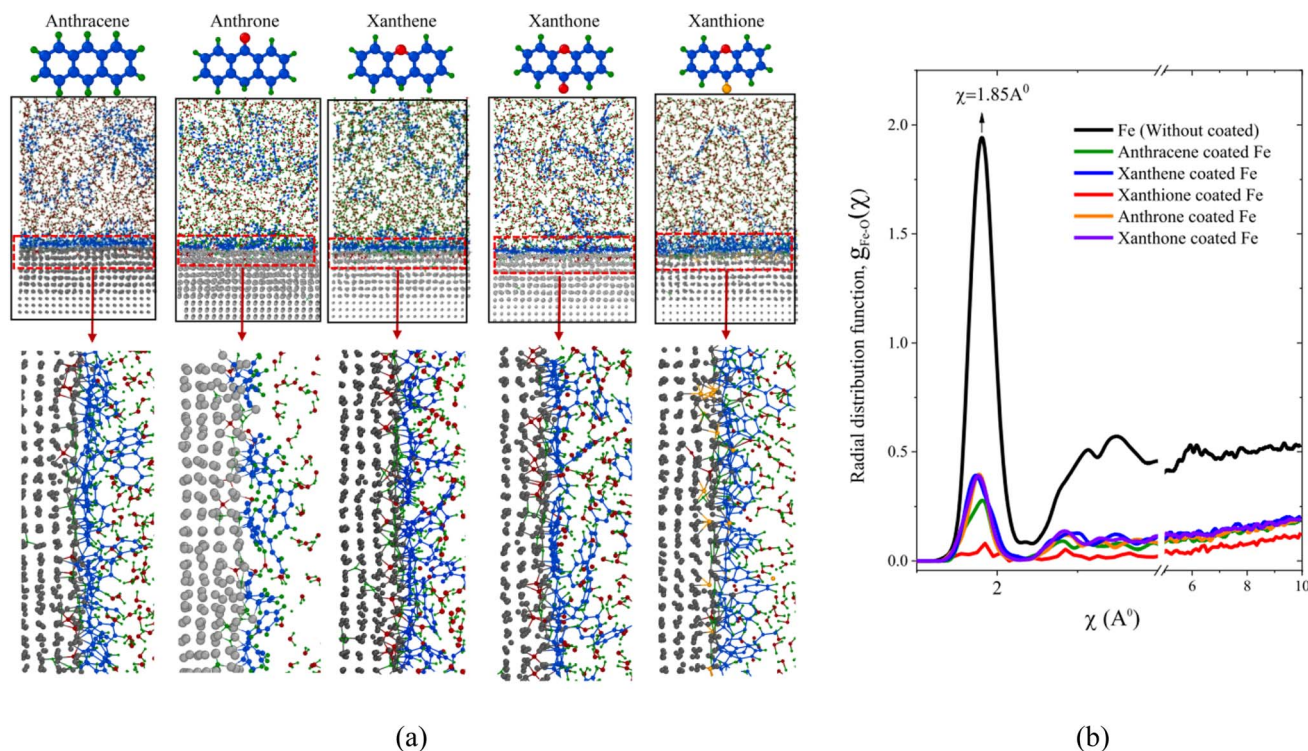 Anthracene
Anthrone
Xanthene
Xanthone
Xanthione
(a)
Radial distribution function, gFe-O(χ)
2.0
1.5
1.0
0.5
0.0
χ=1.85A⁰
Fe (Without coated)
Anthracene coated Fe
Xanthene coated Fe
Xanthione coated Fe
Anthrone coated Fe
Xanthone coated Fe
2
6
8
10
χ (A⁰)
(b)